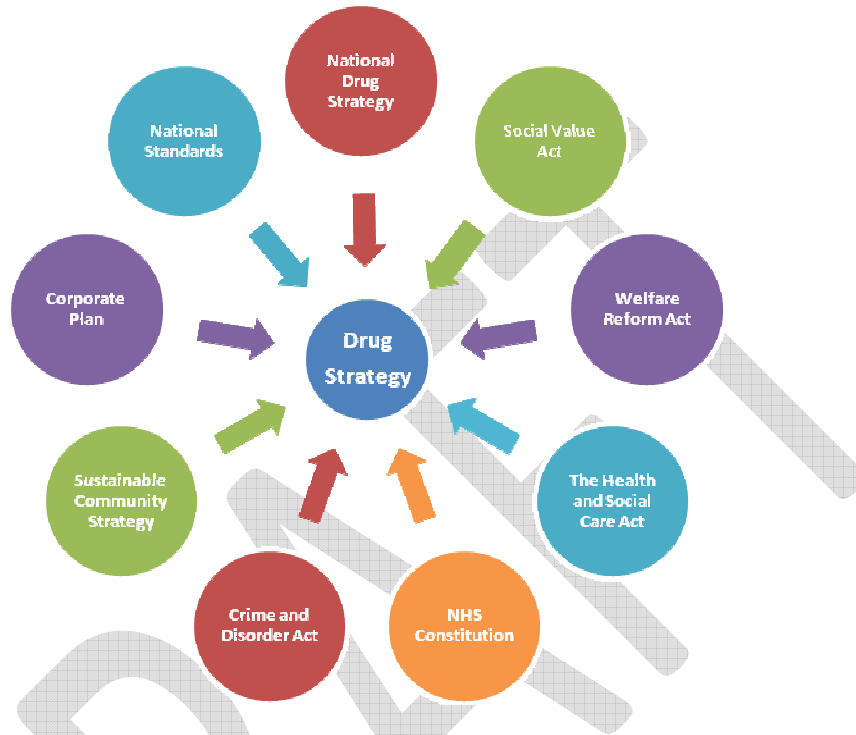 National
Drug
Strategy
National
Standards
Social Value
Act
Corporate
Plan
Welfare
Reform Act
Drug
Strategy
Sustainable
Community
Strategy
The Health
and Social
Care Act
Crime and
Disorder Act
NHS
Constitution